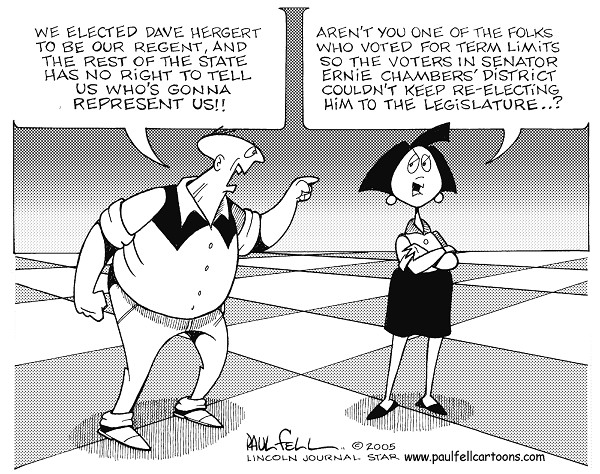 WE ELECTED DAVE HERGERT
TO BE OUR REGENT, AND
THE REST OF THE STATE
HAS NO RIGHT TO TELL
US WHO'S GONNA
REPRESENT US!!
AREN'T YOU ONE OF THE FOLKS
WHO VOTED FOR TERM LIMITS
SO THE VOTERS IN SENATOR
ERNIE CHAMBERS' DISTRICT
COULDN'T KEEP RE-ELECTING
HIM TO THE LEGISLATURE..?
PAUL FELL © 2005
LINCOLN JOURNAL STAR www.paulfellcartoons.com